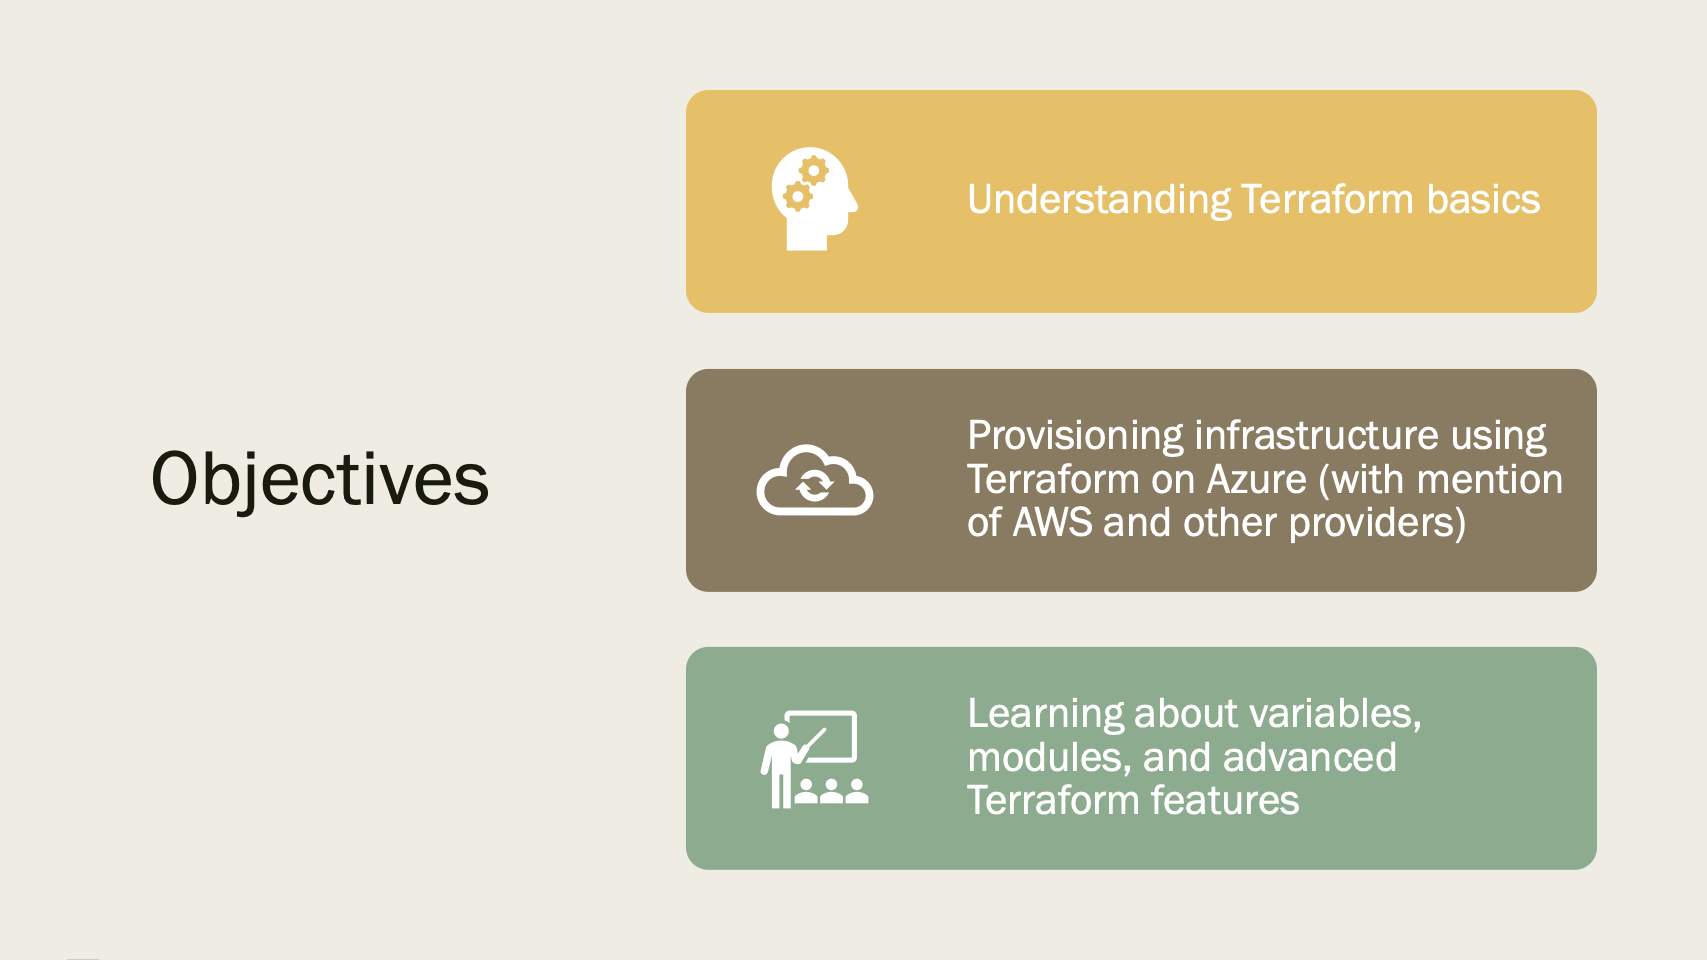 Objectives
Understanding Terraform basics
Provisioning infrastructure using
Terraform on Azure (with mention
of AWS and other providers)
Learning about variables,
modules, and advanced
Terraform features